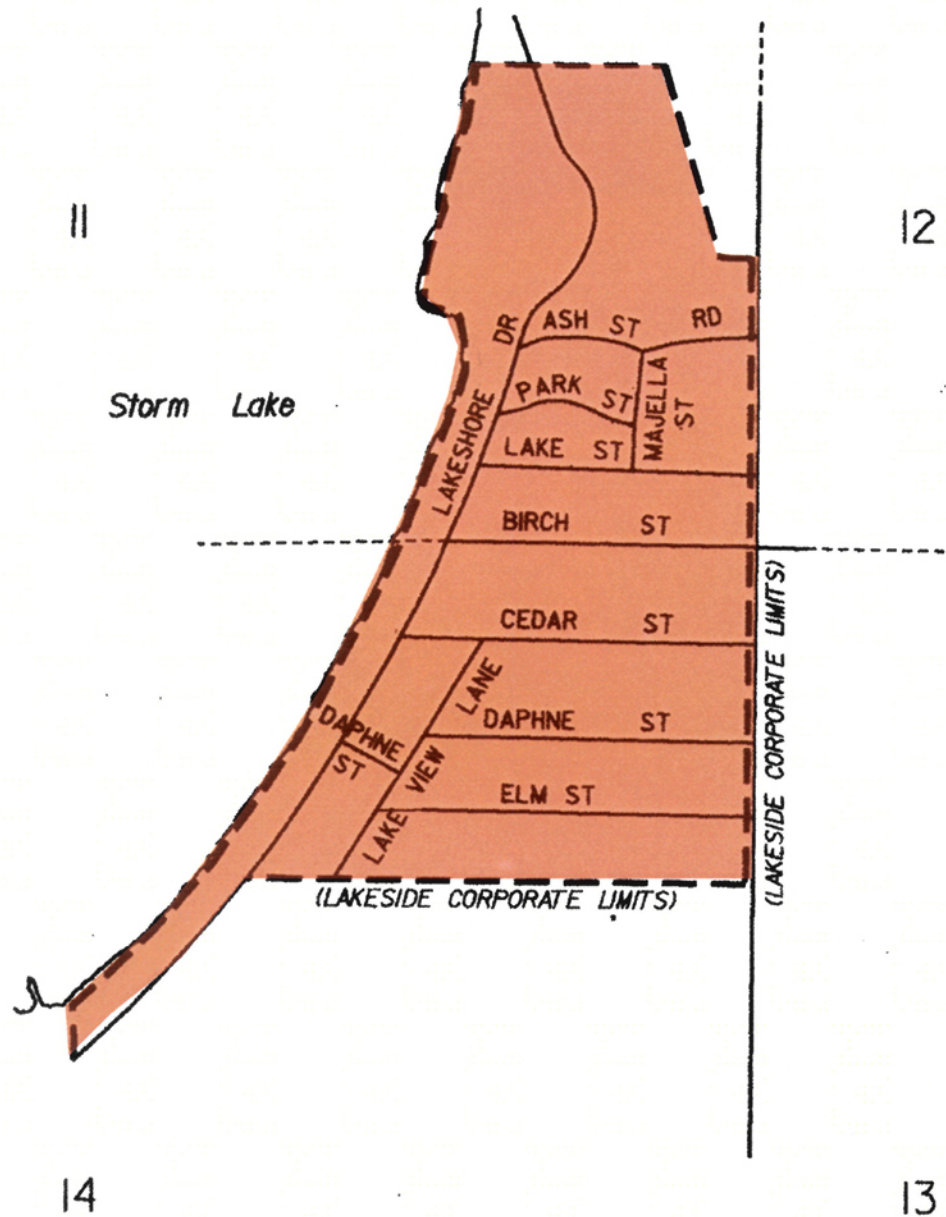 11
12
Storm Lake
ASH ST RD
LAKESHORE DR
PARK ST
MAJELLA ST
LAKE ST
BIRCH ST
CEDAR ST
LAKE VIEW LANE
DAPHNE ST
DAPHNE ST
ELM ST
(LAKESIDE CORPORATE LIMITS)
(LAKESIDE CORPORATE LIMITS)
14
13